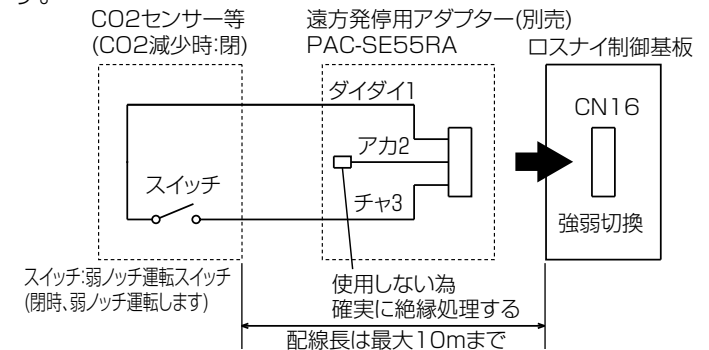 す。
CO2センサー等
(CO2減少時:閉)
遠方発停用アダプター(別売)
PAC-SE55RA
ロスナイ制御基板
ダイダイ1
アカ2
チャ3
スイッチ
CN16
強弱切換
スイッチ:弱ノッチ運転スイッチ
(閉時、弱ノッチ運転します)
使用しない為
確実に絶縁処理する
配線長は最大10mまで